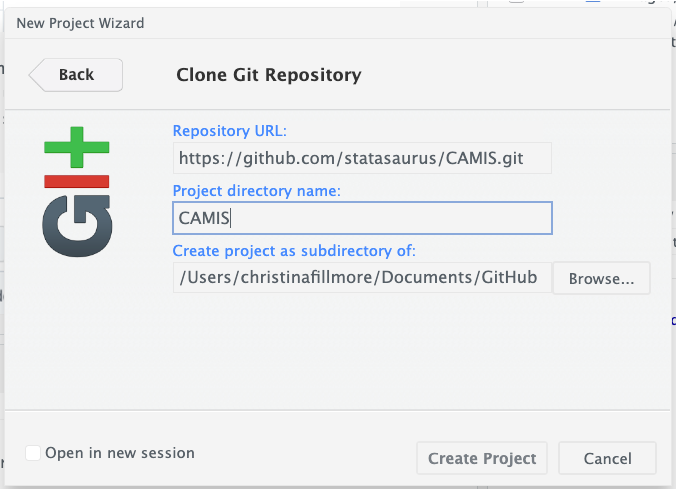 New Project Wizard
Back
Clone Git Repository
Repository URL:
https://github.com/statasaurus/CAMIS.git
Project directory name:
CAMIS
Create project as subdirectory of:
/Users/christinafillmore/Documents/GitHub
Browse...
Git
Open in new session
Create Project
Cancel